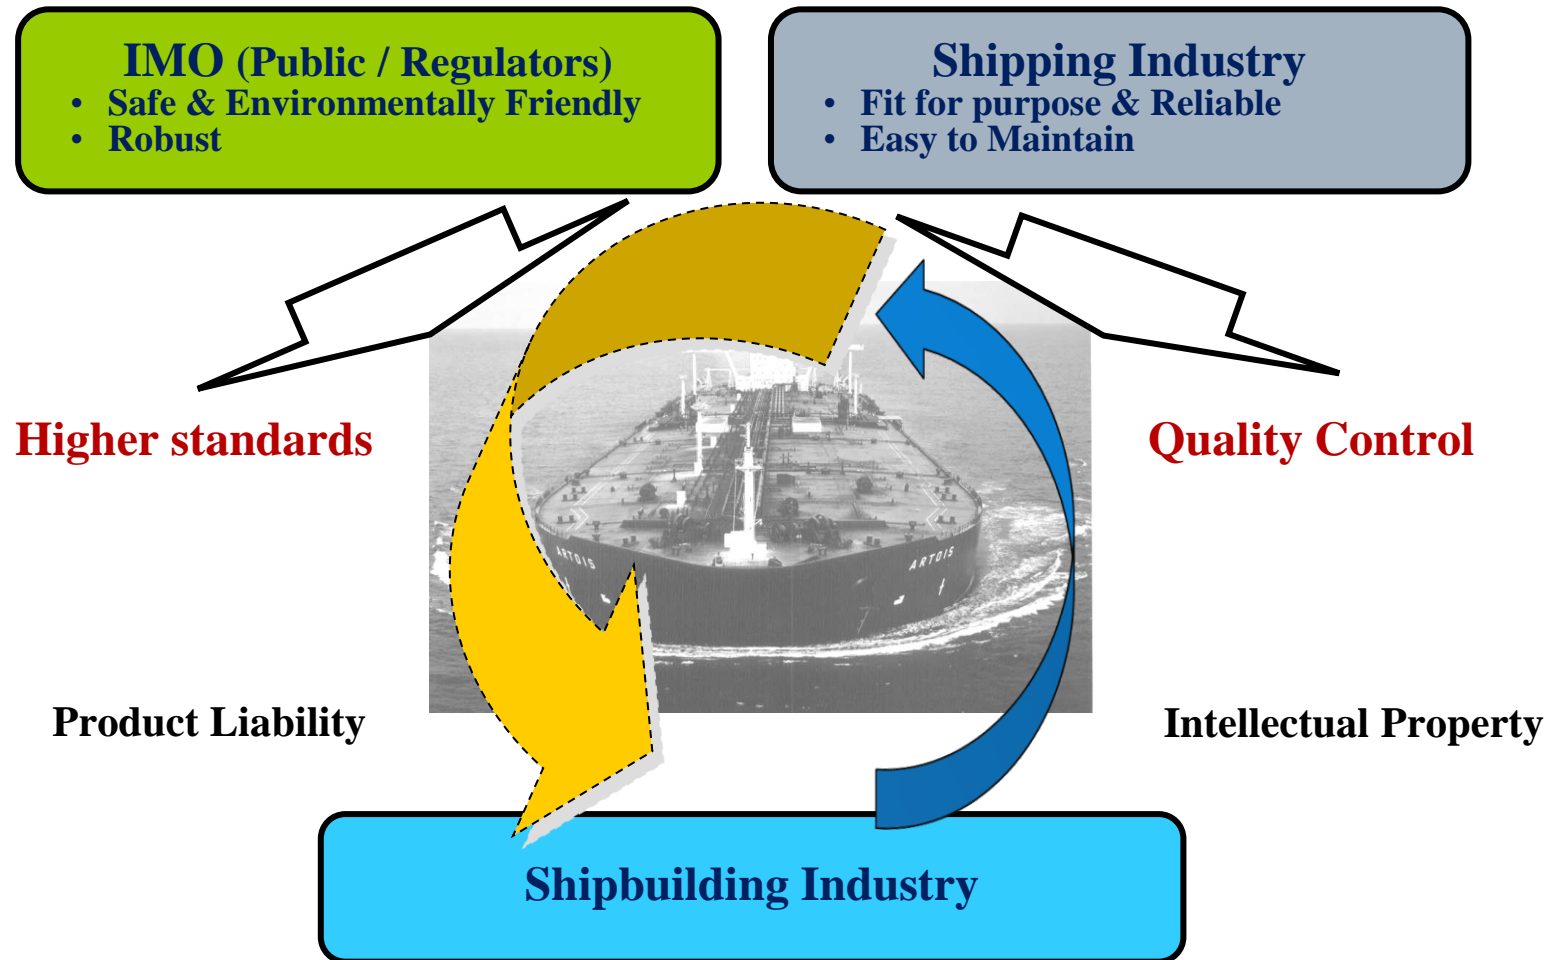 IMO (Public / Regulators)
• Safe & Environmentally Friendly
• Robust
Shipping Industry
• Fit for purpose & Reliable
• Easy to Maintain
Higher standards
Quality Control
ARTOIS
ARTOIS
Product Liability
Intellectual Property
Shipbuilding Industry